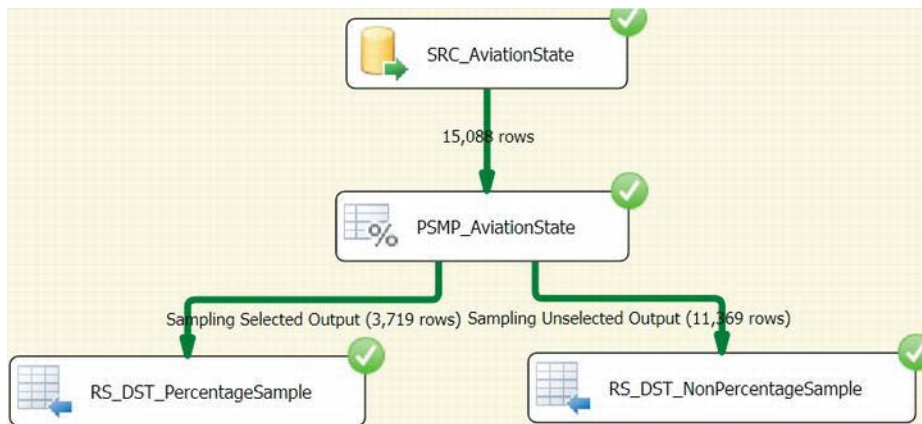 SRC_AviationState
15,088 rows
PSMP_AviationState
Sampling Selected Output (3,719 rows)
Sampling Unselected Output (11,369 rows)
RS_DST_PercentageSample
RS_DST_NonPercentageSample